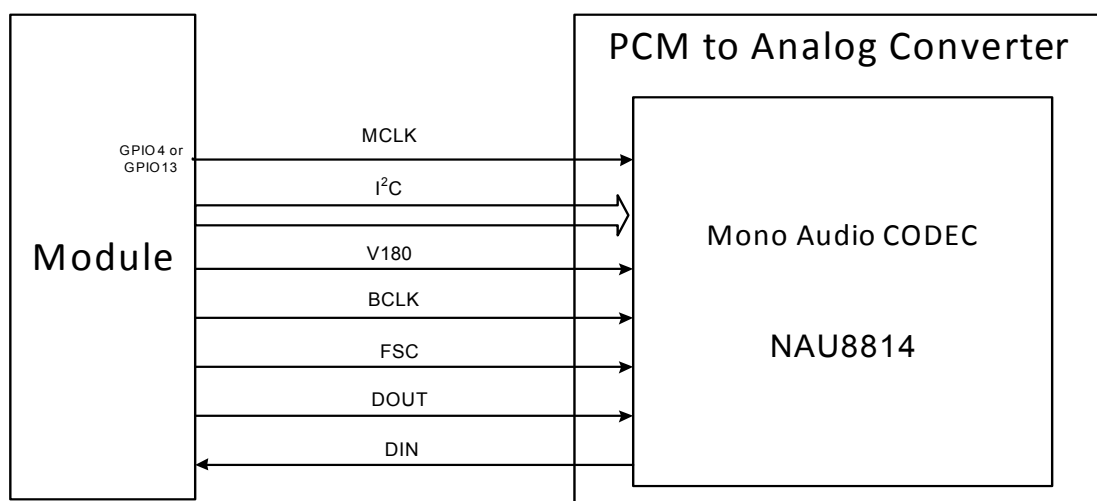 PCM to Analog Converter
MCLK
GPIO4 or
GPIO13
I²C
Module
Mono Audio CODEC
V180
BCLK
NAU8814
FSC
DOUT
DIN